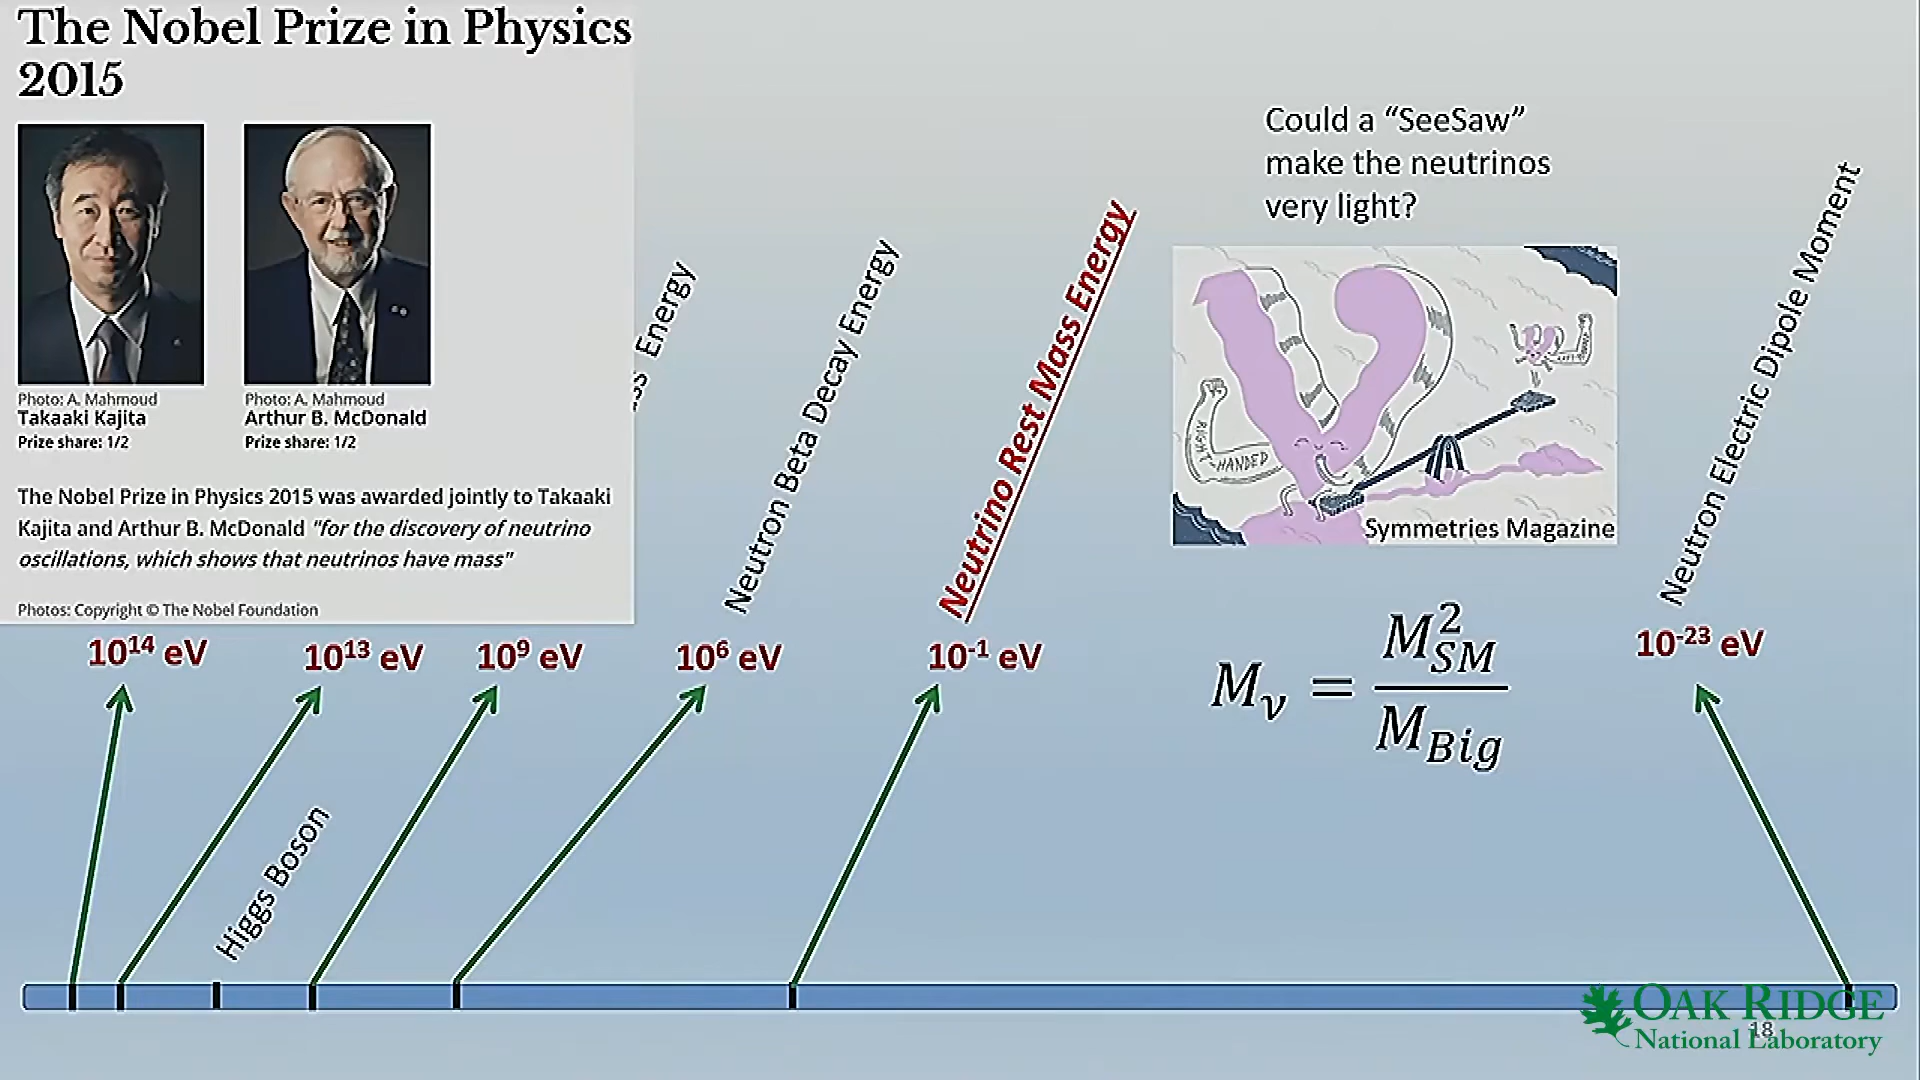 The Nobel Prize in Physics
2015
Photo: A. Mahmoud
Takaaki Kajita
Prize share: 1/2
Photo: A. Mahmoud
Arthur B. McDonald
Prize share: 1/2
The Nobel Prize in Physics 2015 was awarded jointly to Takaaki
Kajita and Arthur B. McDonald "for the discovery of neutrino
oscillations, which shows that neutrinos have mass"
Photos: Copyright © The Nobel Foundation
Energy
Neutron Beta Decay Energy
Neutrino Rest Mass Energy
Could a “SeeSaw”
make the neutrinos
very light?
RIGHT-HANDED
Symmetries Magazine
Neutron Electric Dipole Moment
10¹⁴ eV
10¹³ eV
10⁹ eV
10⁶ eV
10⁻¹ eV
M_ν = M_SM² / M_Big
10⁻²³ eV
Higgs Boson
OAK RIDGE
National Laboratory
18